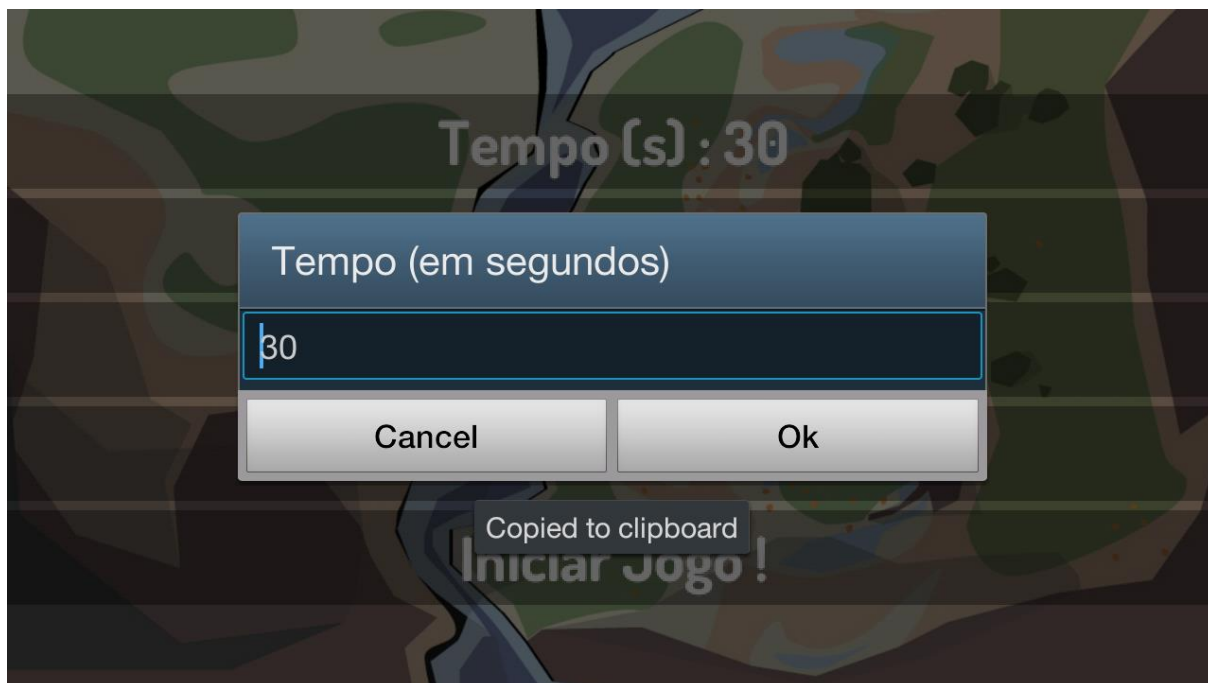 Tempo (s) : 30
Tempo (em segundos)
30
Cancel
Ok
Copied to clipboard
Iniciar Jogo !